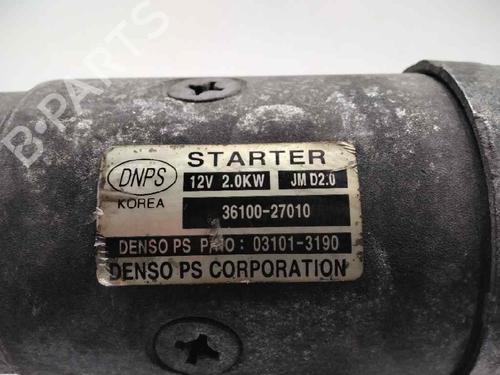 B-PARTS
STARTER
DNPS
12V 2.0KW JM D2.0
KOREA
36100-27010
DENSO PS PN/O : 03101-3190
DENSO PS CORPORATION